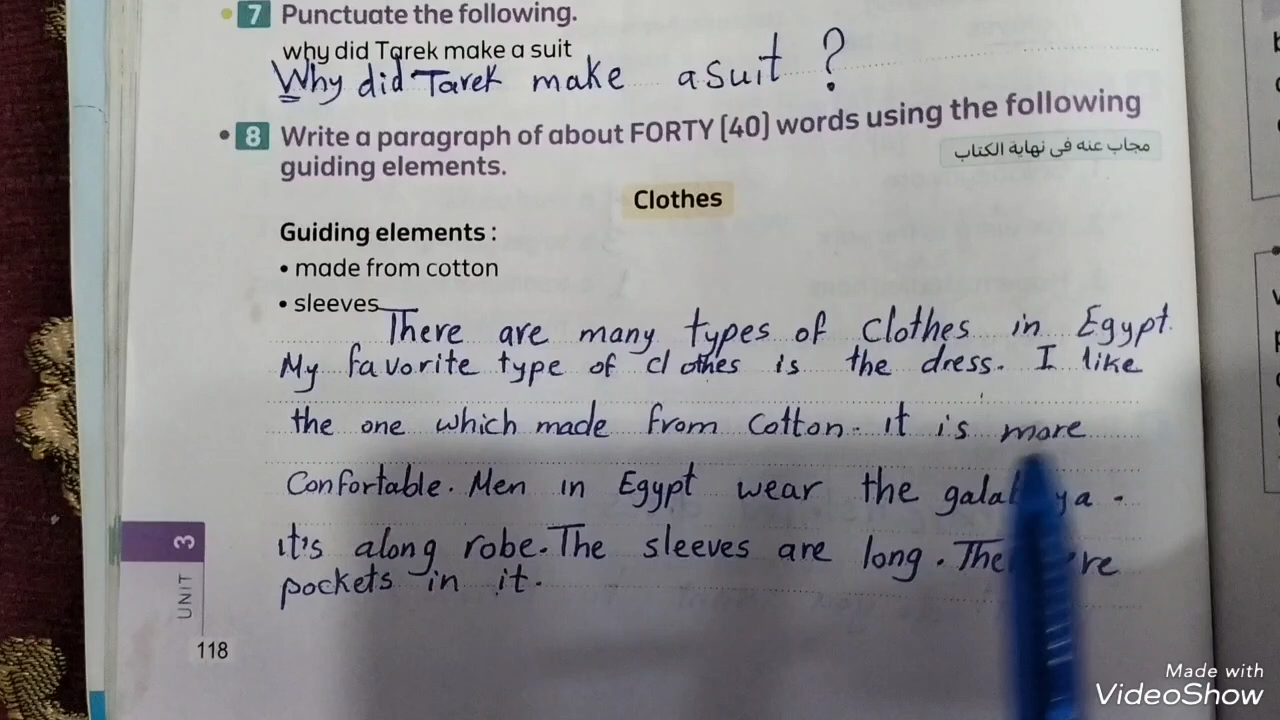 7 Punctuate the following.
why did Tarek make a suit
Why did Tarek make a suit ?
8 Write a paragraph of about FORTY (40) words using the following
guiding elements.
مجاب عنه فى نهاية الكتاب
Clothes
Guiding elements :
• made from cotton
• sleeves
There are many types of clothes in Egypt.
My favorite type of clothes is the dress. I like
the one which made from cotton. it is more
Confortable. Men in Egypt wear the
it's along robe. The sleeves are long.
pockets in it.
UNIT 3
118
Made with
VideoShow